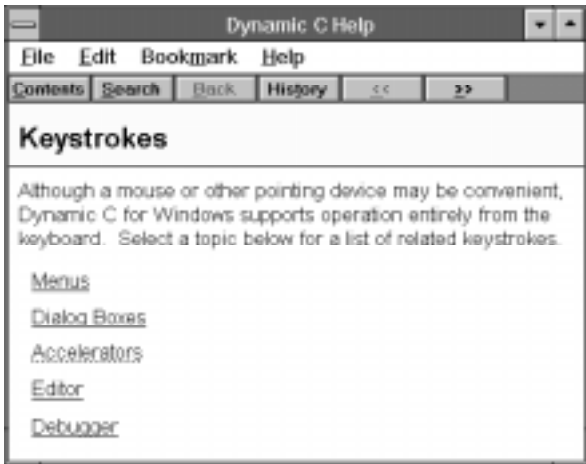 Dynamic C Help
File Edit Bookmark Help
Contents Search Back History << >>
Keystrokes
Although a mouse or other pointing device may be convenient,
Dynamic C for Windows supports operation entirely from the
keyboard. Select a topic below for a list of related keystrokes.
Menus
Dialog Boxes
Accelerators
Editor
Debugger